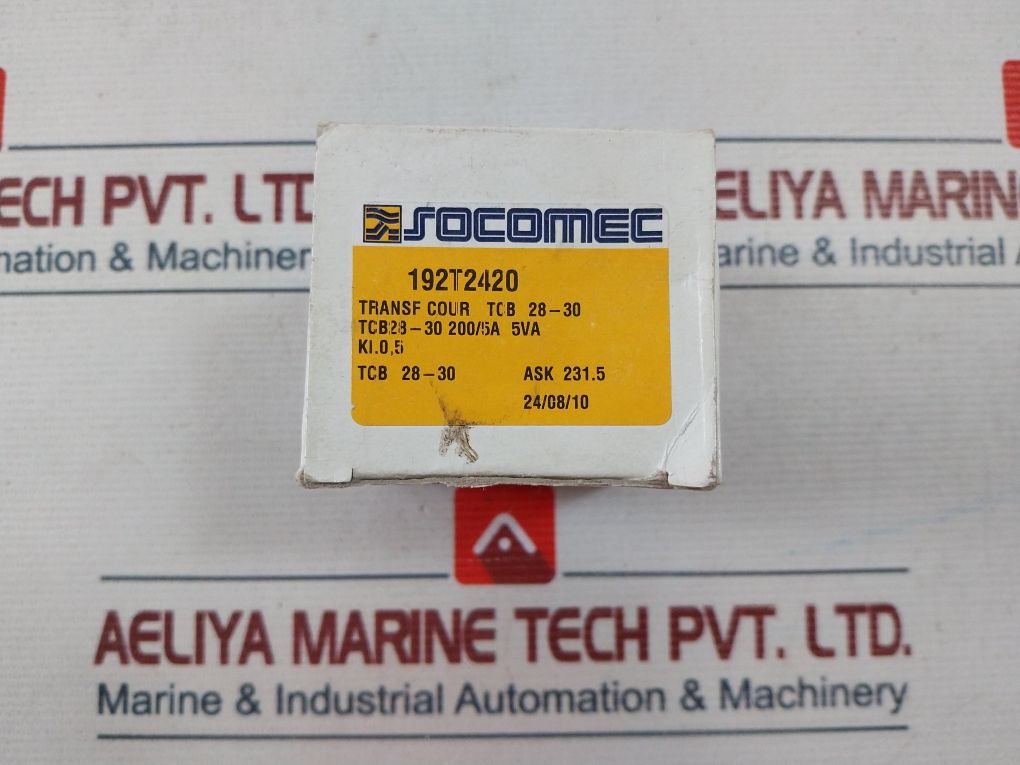 ECH PVT. LTD
mation & Machiner
ELIYA MARIN
arine & Industrial A
SOCOMEC
192T2420
TRANSF COUR TCB 28-30
TCB28-30 200/5A 5VA
Kl.0,5
TCB 28-30 ASK 231.5
24/08/10
AELIYA MARINE TECH PVT. LTD.
Marine & Industrial Automation & Machinery